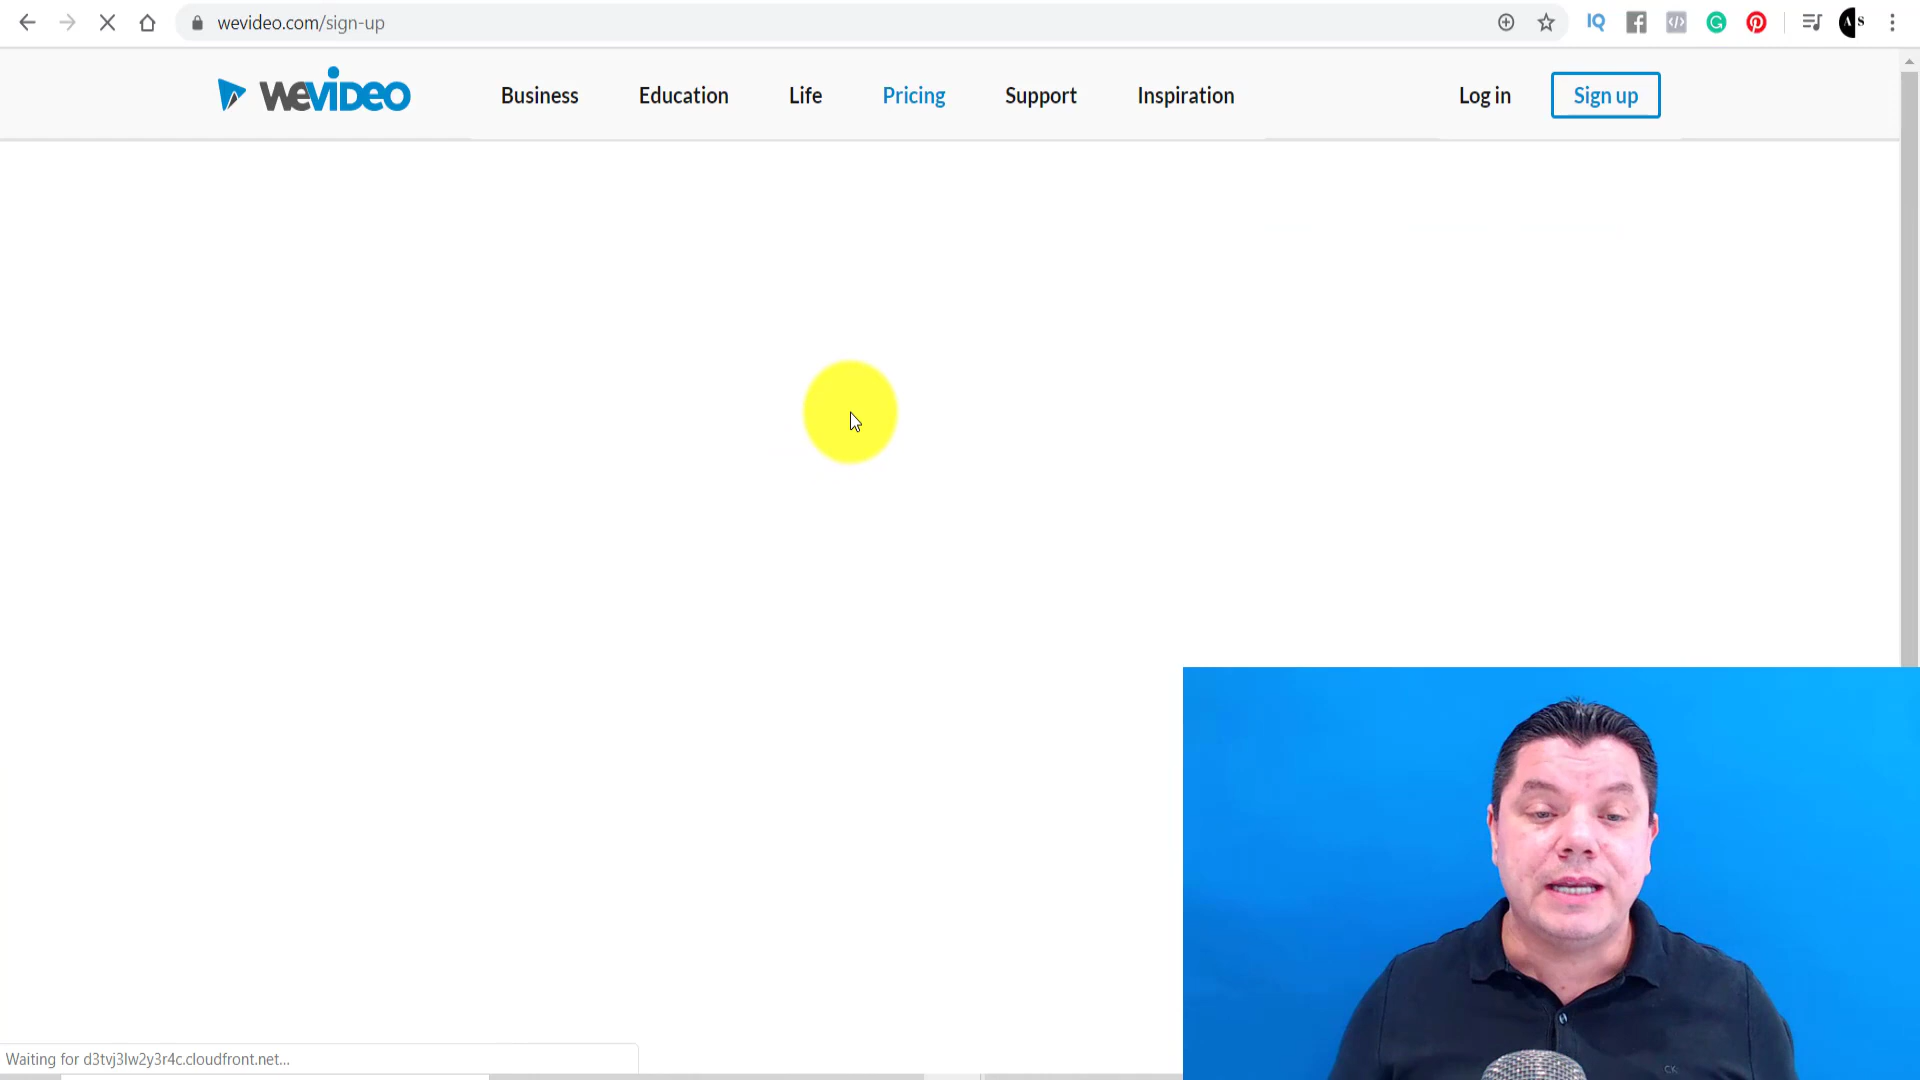 wevideo.com/sign-up
IQ
WEVIDEO
Business
Education
Life
Pricing
Support
Inspiration
Log in
Sign up
Waiting for d3tvj3lw2y3r4c.cloudfront.net...